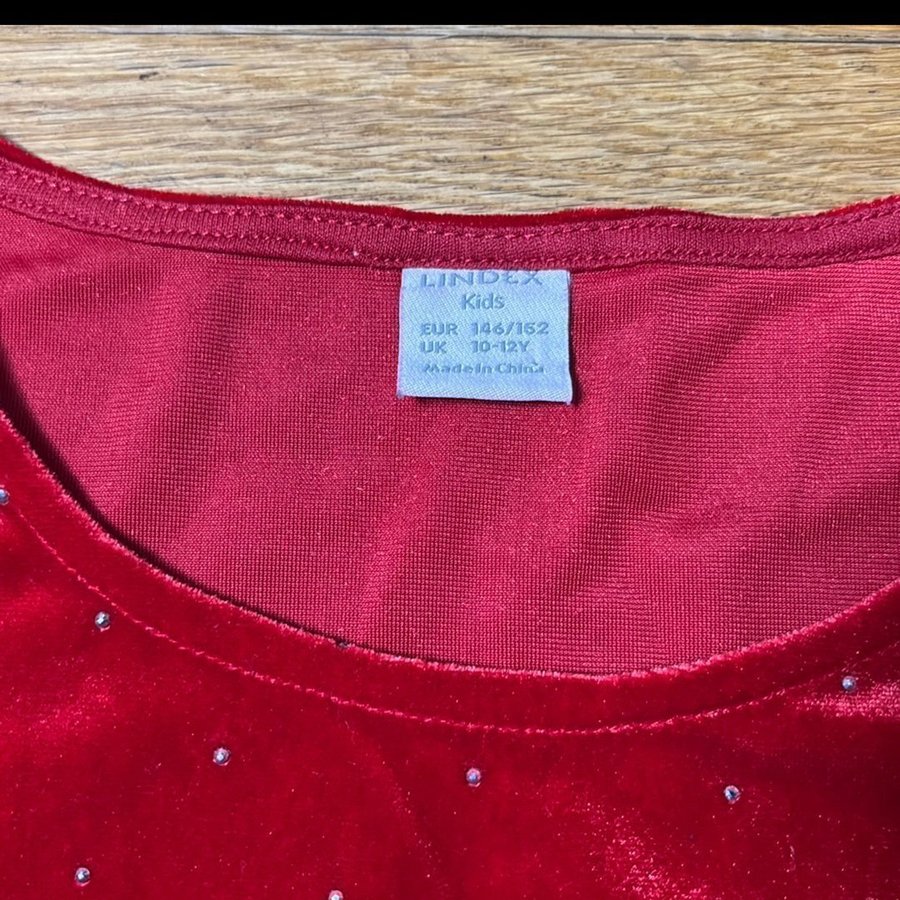 LINDEX
Kids
EUR 146/152
UK 10-12Y
Made in China